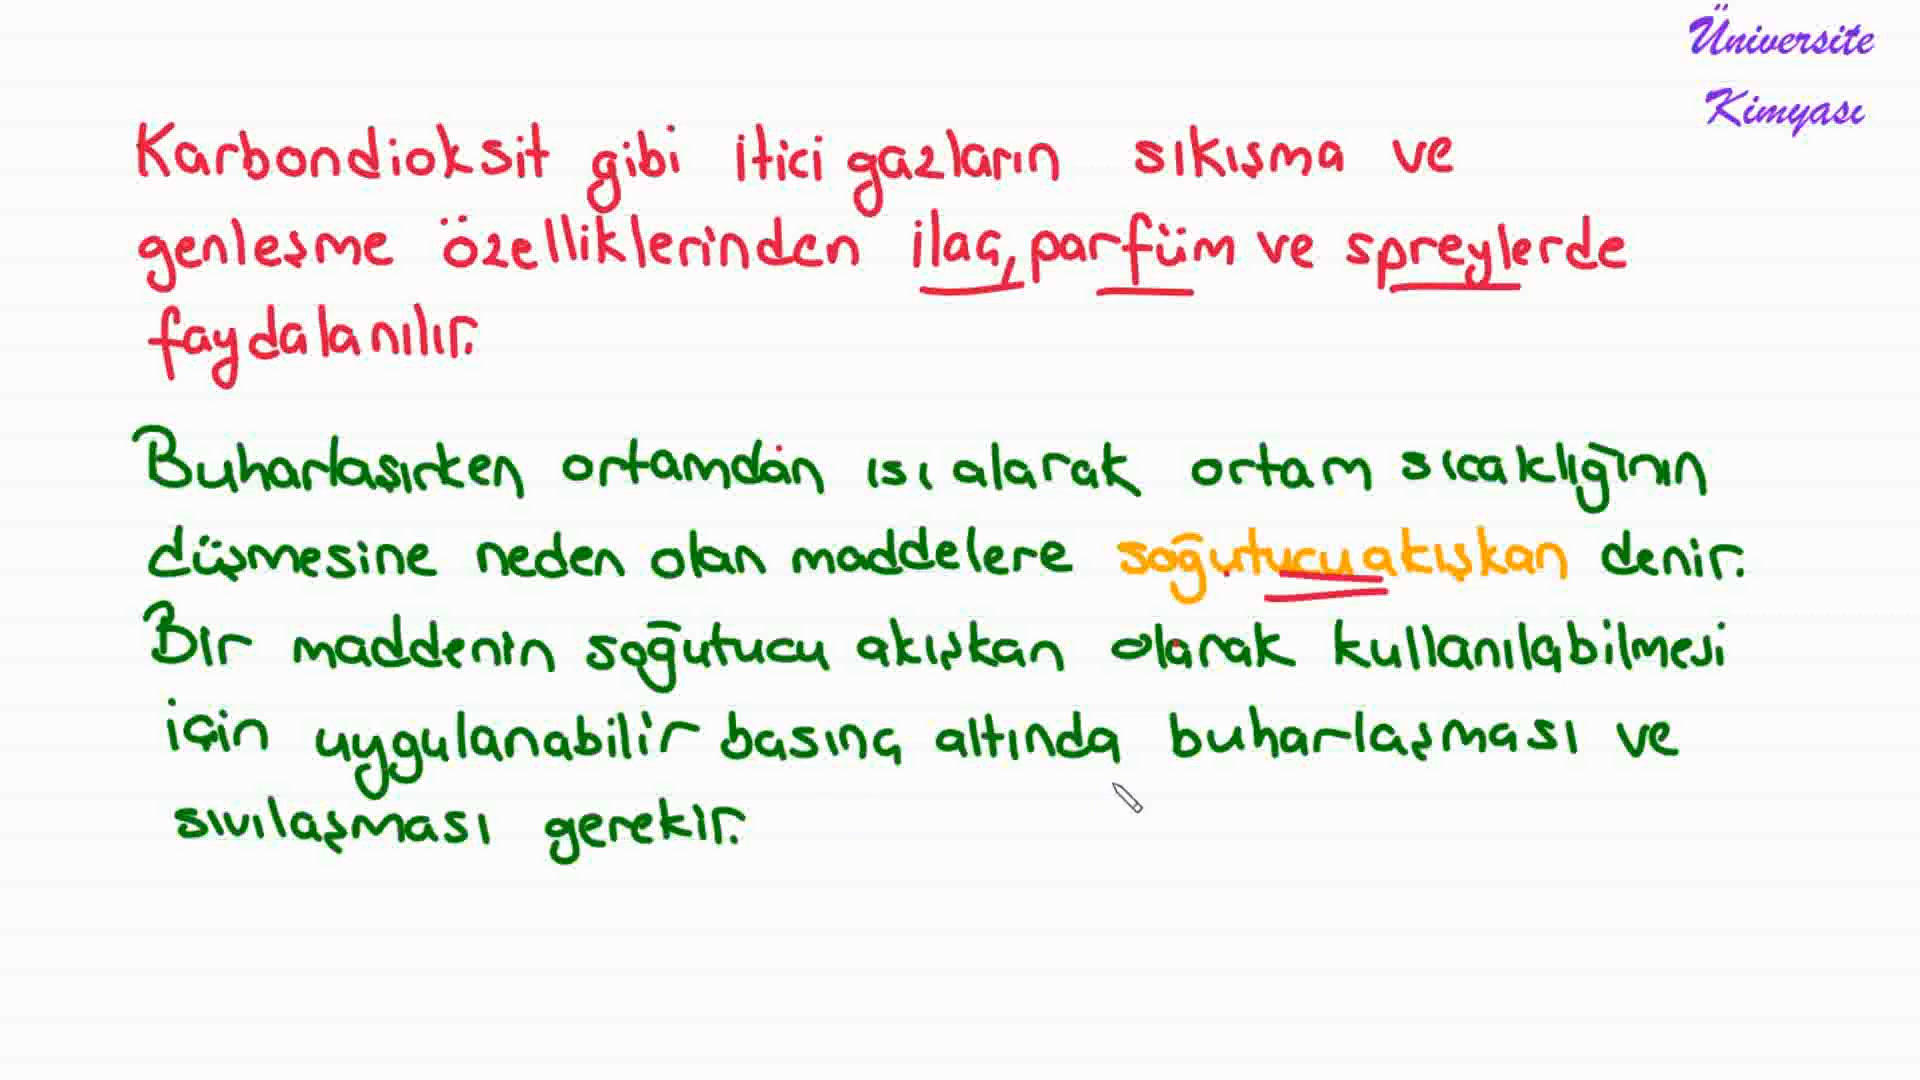 Üniversite
Kimyası
Karbondioksit gibi itici gazların sıkışma ve
genleşme özelliklerinden ilaç, parfüm ve spreylerde
faydalanılır.
Buharlaşırken ortamdan ısı alarak ortam sıcaklığının
düşmesine neden olan maddelere soğutucu akışkan denir.
Bir maddenin soğutucu akışkan olarak kullanılabilmesi
için uygulanabilir basınç altında buharlaşması ve
sıvılaşması gerekir.